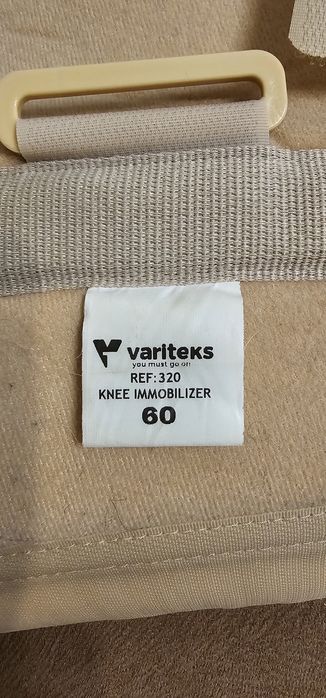 variteks
you must go on
REF:320
KNEE IMMOBILIZER
60